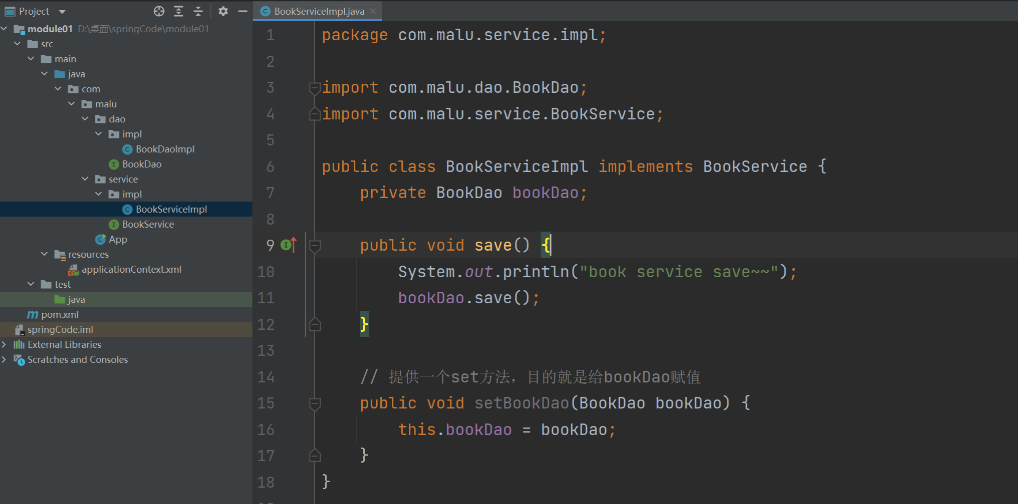 Project
BookServiceImpl.java
module01 D:\桌面\springCode\module01
src
main
java
com
malu
dao
impl
BookDaoImpl
BookDao
service
impl
BookServiceImpl
BookService
App
resources
applicationContext.xml
test
java
pom.xml
springCode.iml
External Libraries
Scratches and Consoles
1 package com.malu.service.impl;
2
3 import com.malu.dao.BookDao;
4 import com.malu.service.BookService;
5
6 public class BookServiceImpl implements BookService {
7 private BookDao bookDao;
8
9 public void save() {
10 System.out.println("book service save~~");
11 bookDao.save();
12 }
13
14 // 提供一个set方法，目的就是给bookDao赋值
15 public void setBookDao(BookDao bookDao) {
16 this.bookDao = bookDao;
17 }
18 }